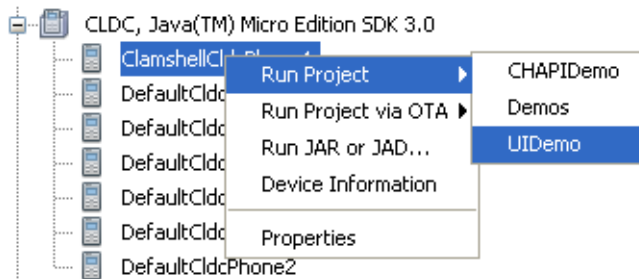 CLDC, Java(TM) Micro Edition SDK 3.0
ClamshellCldcPhone1
Run Project
CHAPIDemo
DefaultCldc
Run Project via OTA
Demos
DefaultCldc
Run JAR or JAD...
UIDemo
DefaultCldc
Device Information
DefaultCldc
DefaultCldc
Properties
DefaultCldcPhone2